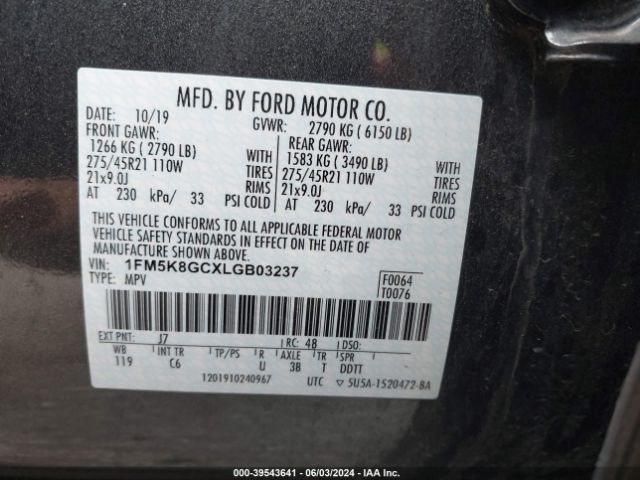 MFD. BY FORD MOTOR CO.
DATE: 10/19 GVWR: 2790 KG ( 6150 LB)
FRONT GAWR: REAR GAWR:
1266 KG ( 2790 LB) WITH 1583 KG ( 3490 LB) WITH
275/45R21 110W TIRES 275/45R21 110W TIRES
21x9.0J RIMS 21x9.0J RIMS
AT 230 kPa/ 33 PSI COLD AT 230 kPa/ 33 PSI COLD
THIS VEHICLE CONFORMS TO ALL APPLICABLE FEDERAL MOTOR
VEHICLE SAFETY STANDARDS IN EFFECT ON THE DATE OF
MANUFACTURE SHOWN ABOVE.
VIN: 1FM5K8GCXLGB03237
TYPE: MPV
F0064
T0076
EXT PNT: J7 RC: 48 DSO:
WB INT TR TP/PS R AXLE TR SPR
119 C6 U 3B T DDTT
1201910240967 UTC 5U5A-1520472-BA
000-39543641 - 06/03/2024 - IAA Inc.